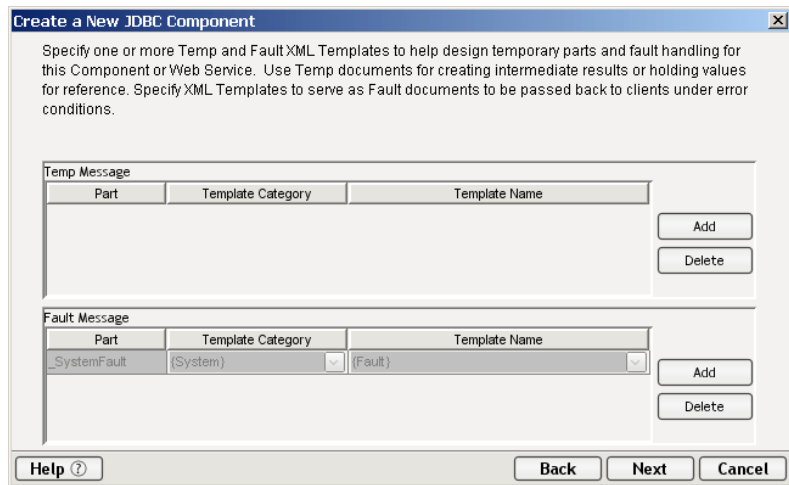 Create a New JDBC Component
Specify one or more Temp and Fault XML Templates to help design temporary parts and fault handling for
this Component or Web Service. Use Temp documents for creating intermediate results or holding values
for reference. Specify XML Templates to serve as Fault documents to be passed back to clients under error
conditions.
Temp Message
Part Template Category Template Name
Add
Delete
Fault Message
Part Template Category Template Name
_SystemFault {System} {Fault}
Add
Delete
Help ? Back Next Cancel